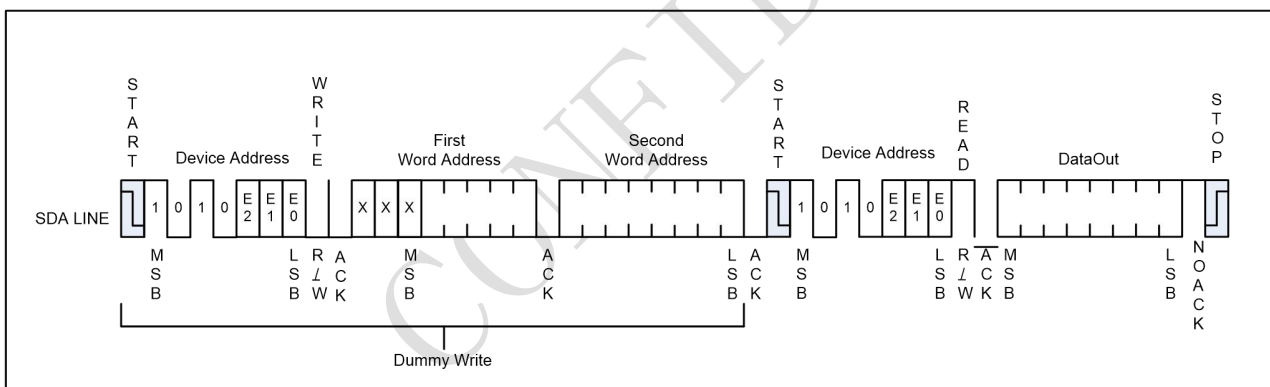 CONFID
START
WRITE
START
READ
STOP
Device Address
First
Word Address
Second
Word Address
Device Address
DataOut
SDA LINE
1 0 1 0 E2 E1 E0 X X X 1 0 1 0 E2 E1 E0
MSB LSB R/W ACK MSB ACK LSB ACK MSB LSB R/W ACK MSB LSB NOACK
Dummy Write